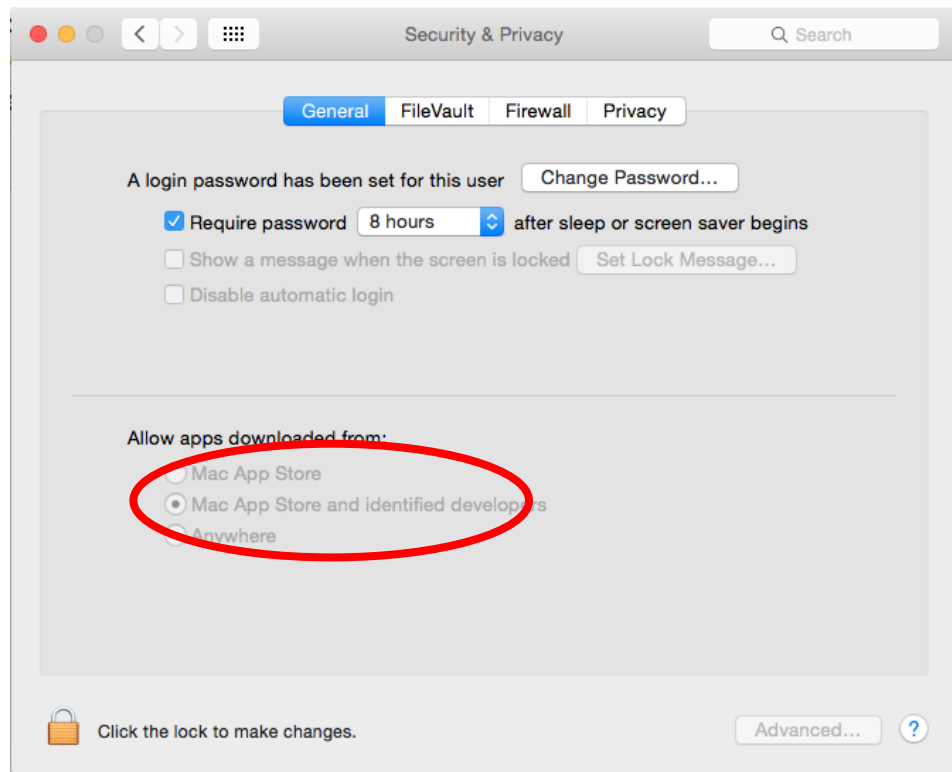 Security & Privacy
Search
General FileVault Firewall Privacy
A login password has been set for this user Change Password...
Require password 8 hours after sleep or screen saver begins
Show a message when the screen is locked Set Lock Message...
Disable automatic login
Allow apps downloaded from:
Mac App Store
Mac App Store and identified developers
Anywhere
Click the lock to make changes.
Advanced... ?